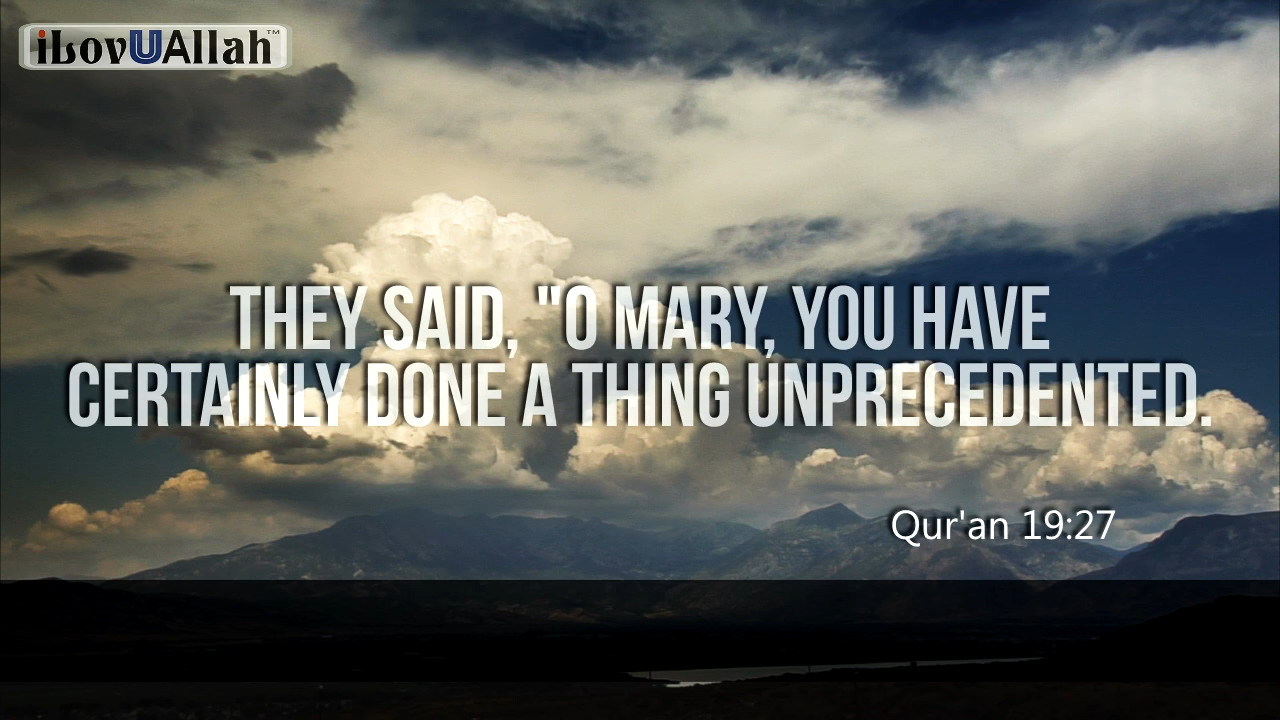 iLovUAllah™
THEY SAID, "O MARY, YOU HAVE
CERTAINLY DONE A THING UNPRECEDENTED.
Qur'an 19:27